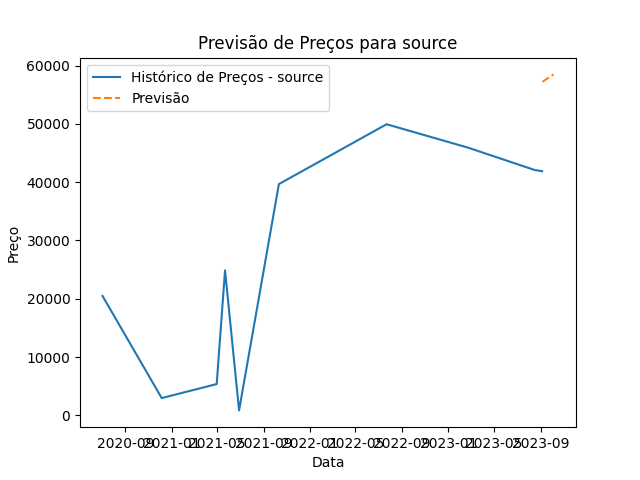 Previsão de Preços para source
Histórico de Preços - source
Previsão
Preço
60000
50000
40000
30000
20000
10000
0
2020-09 2021-01 2021-05 2021-09 2022-01 2022-05 2022-09 2023-01 2023-05 2023-09
Data